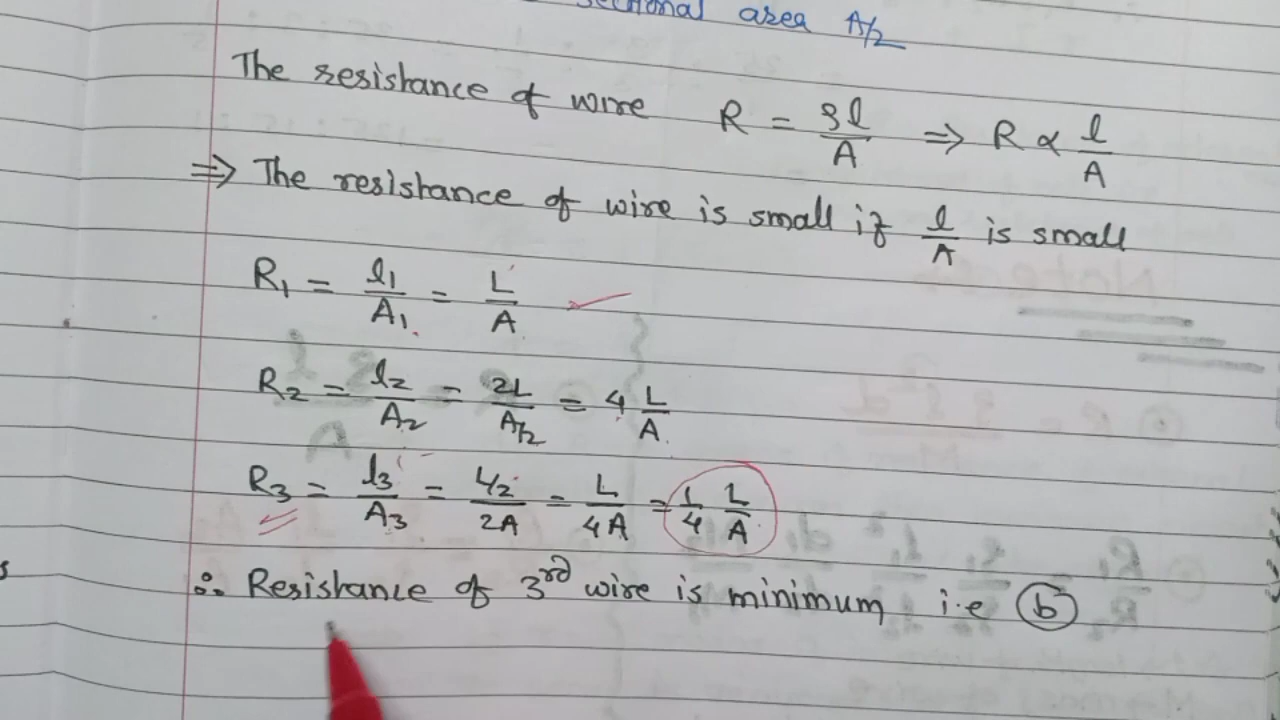 sectional area A/2
The resistance of wire R = ρl/A ⇒ R ∝ l/A
⇒ The resistance of wire is small if l/A is small
R₁ = l₁/A₁ = L/A
R₂ = l₂/A₂ = 2L/A/2 = 4 L/A
R₃ = l₃/A₃ = L/2/2A = L/4A = 1/4 L/A
∴ Resistance of 3rd wire is minimum i.e (b)